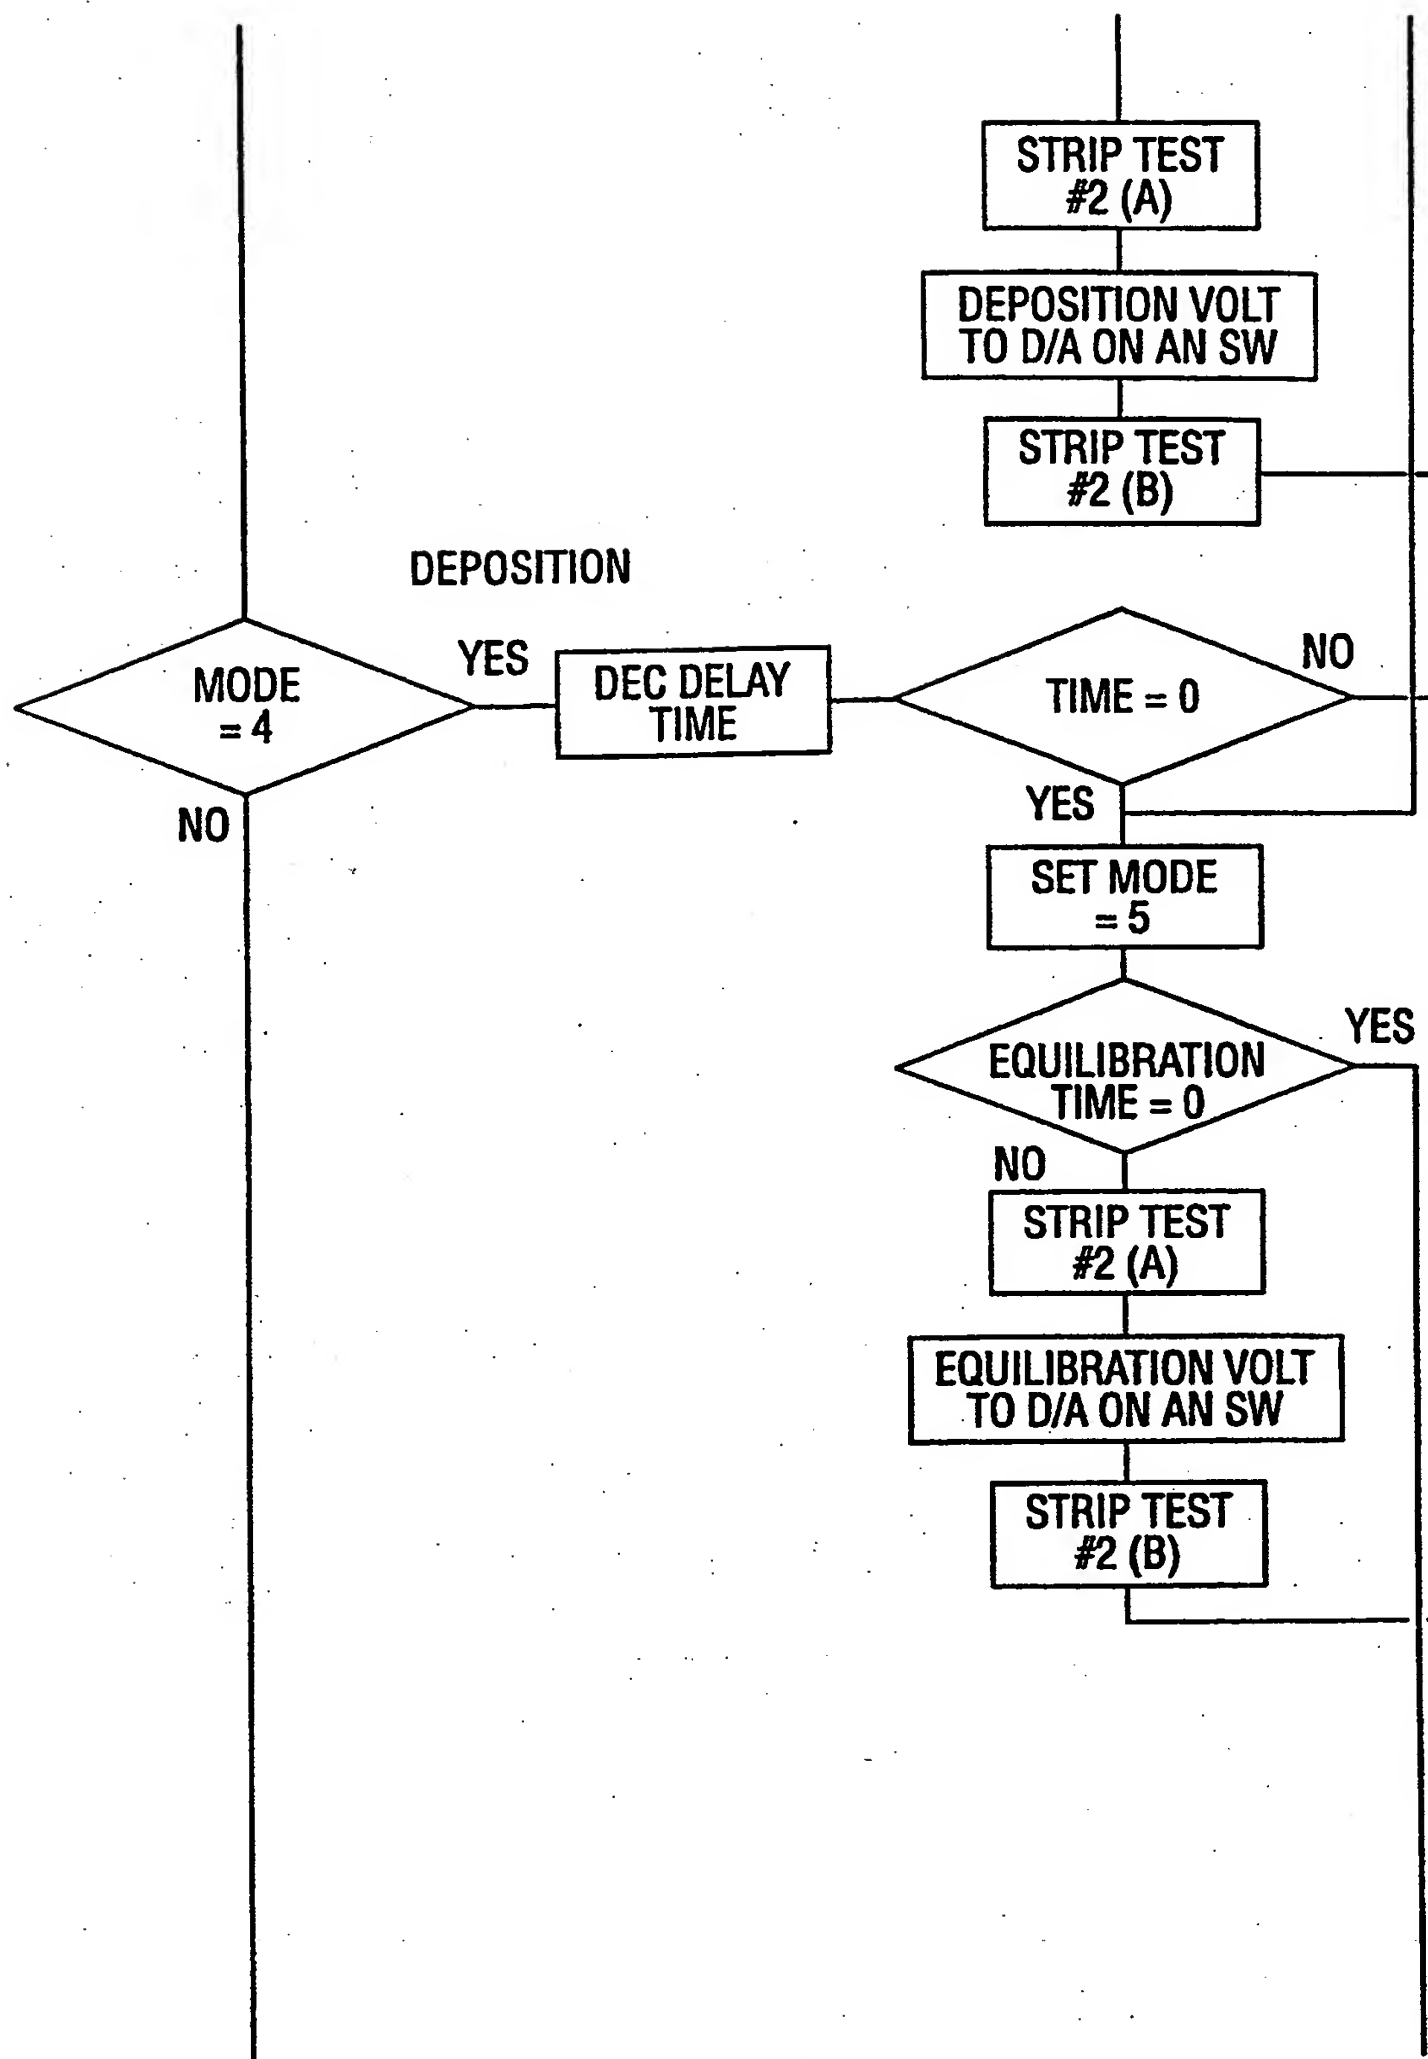 STRIP TEST
#2 (A)
DEPOSITION VOLT
TO D/A ON AN SW
STRIP TEST
#2 (B)
DEPOSITION
MODE
= 4
YES
DEC DELAY
TIME
TIME = 0
NO
NO
YES
SET MODE
= 5
EQUILIBRATION
TIME = 0
YES
NO
STRIP TEST
#2 (A)
EQUILIBRATION VOLT
TO D/A ON AN SW
STRIP TEST
#2 (B)